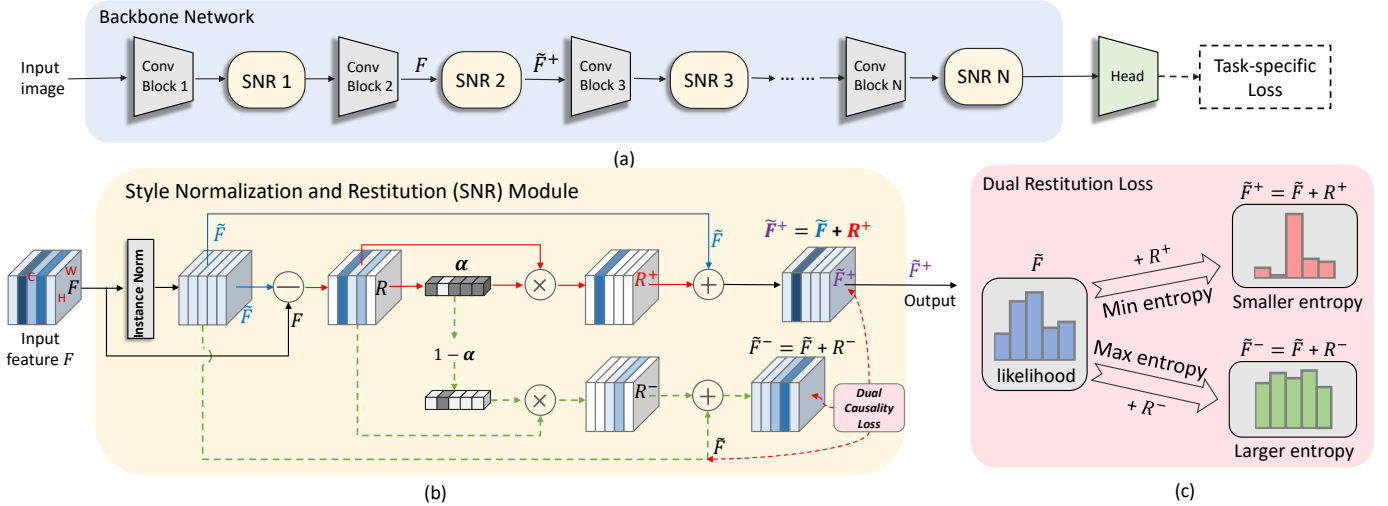 Backbone Network
Input
image
Conv
Block 1
SNR 1
Conv
Block 2
F
SNR 2
F̃⁺
Conv
Block 3
SNR 3
... ...
Conv
Block N
SNR N
Head
Task-specific
Loss
(a)
Style Normalization and Restitution (SNR) Module
C
W
H
F
Input
feature F
Instance Norm
F̃
F̃
F
R
α
1 − α
R⁺
F̃
F̃⁺ = F̃ + R⁺
F̃⁺
F̃⁺
Output
R⁻
F̃
F̃⁻ = F̃ + R⁻
Dual
Causality
Loss
(b)
Dual Restitution Loss
F̃
likelihood
+ R⁺
Min entropy
Max entropy
+ R⁻
F̃⁺ = F̃ + R⁺
Smaller entropy
F̃⁻ = F̃ + R⁻
Larger entropy
(c)